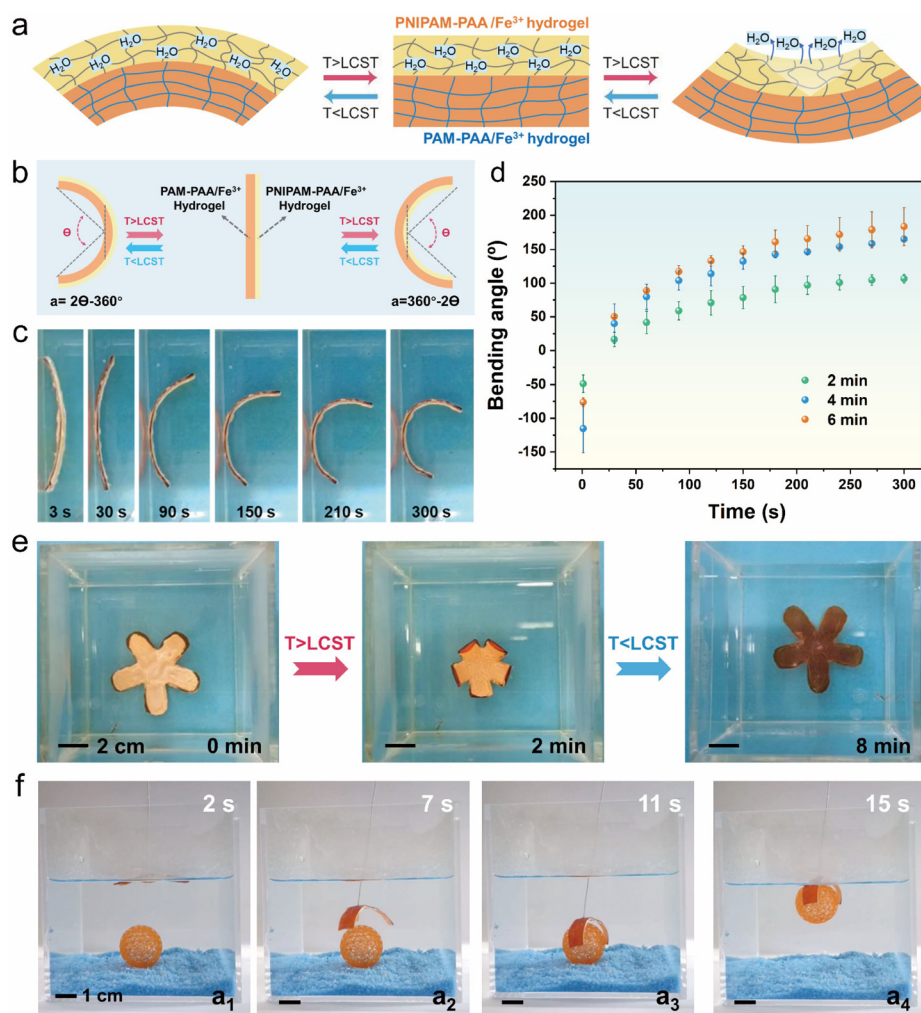 a
PNIPAM-PAA/Fe³⁺ hydrogel
H₂O H₂O H₂O H₂O H₂O H₂O H₂O
T>LCST
T<LCST
H₂O H₂O H₂O H₂O H₂O H₂O
T>LCST
T<LCST
H₂O H₂O H₂O H₂O
PAM-PAA/Fe³⁺ hydrogel
b
Ө
a= 2Ө-360°
T>LCST
T<LCST
PAM-PAA/Fe³⁺
Hydrogel
PNIPAM-PAA/Fe³⁺
Hydrogel
T>LCST
T<LCST
Ө
a=360°-2Ө
c
3 s 30 s 90 s 150 s 210 s 300 s
d
Bending angle (°)
250
200
150
100
50
0
-50
-100
-150
2 min
4 min
6 min
0 50 100 150 200 250 300
Time (s)
e
2 cm 0 min
T>LCST
2 min
T<LCST
8 min
f
2 s 7 s 11 s 15 s
1 cm a₁ a₂ a₃ a₄